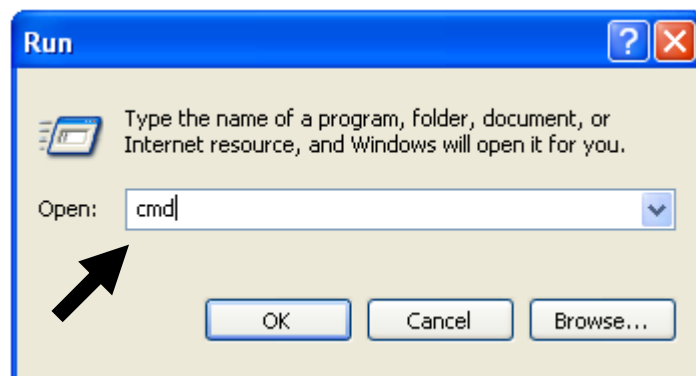 Run
?
Type the name of a program, folder, document, or
Internet resource, and Windows will open it for you.
Open: cmd
OK Cancel Browse...